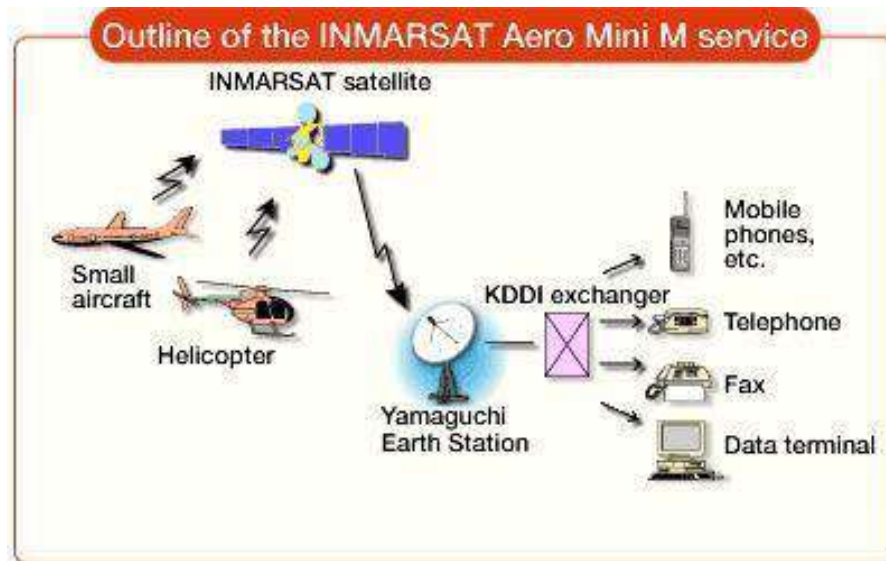 Outline of the INMARSAT Aero Mini M service
INMARSAT satellite
Small
aircraft
Helicopter
Yamaguchi
Earth Station
KDDI exchanger
Mobile
phones,
etc.
Telephone
Fax
Data terminal